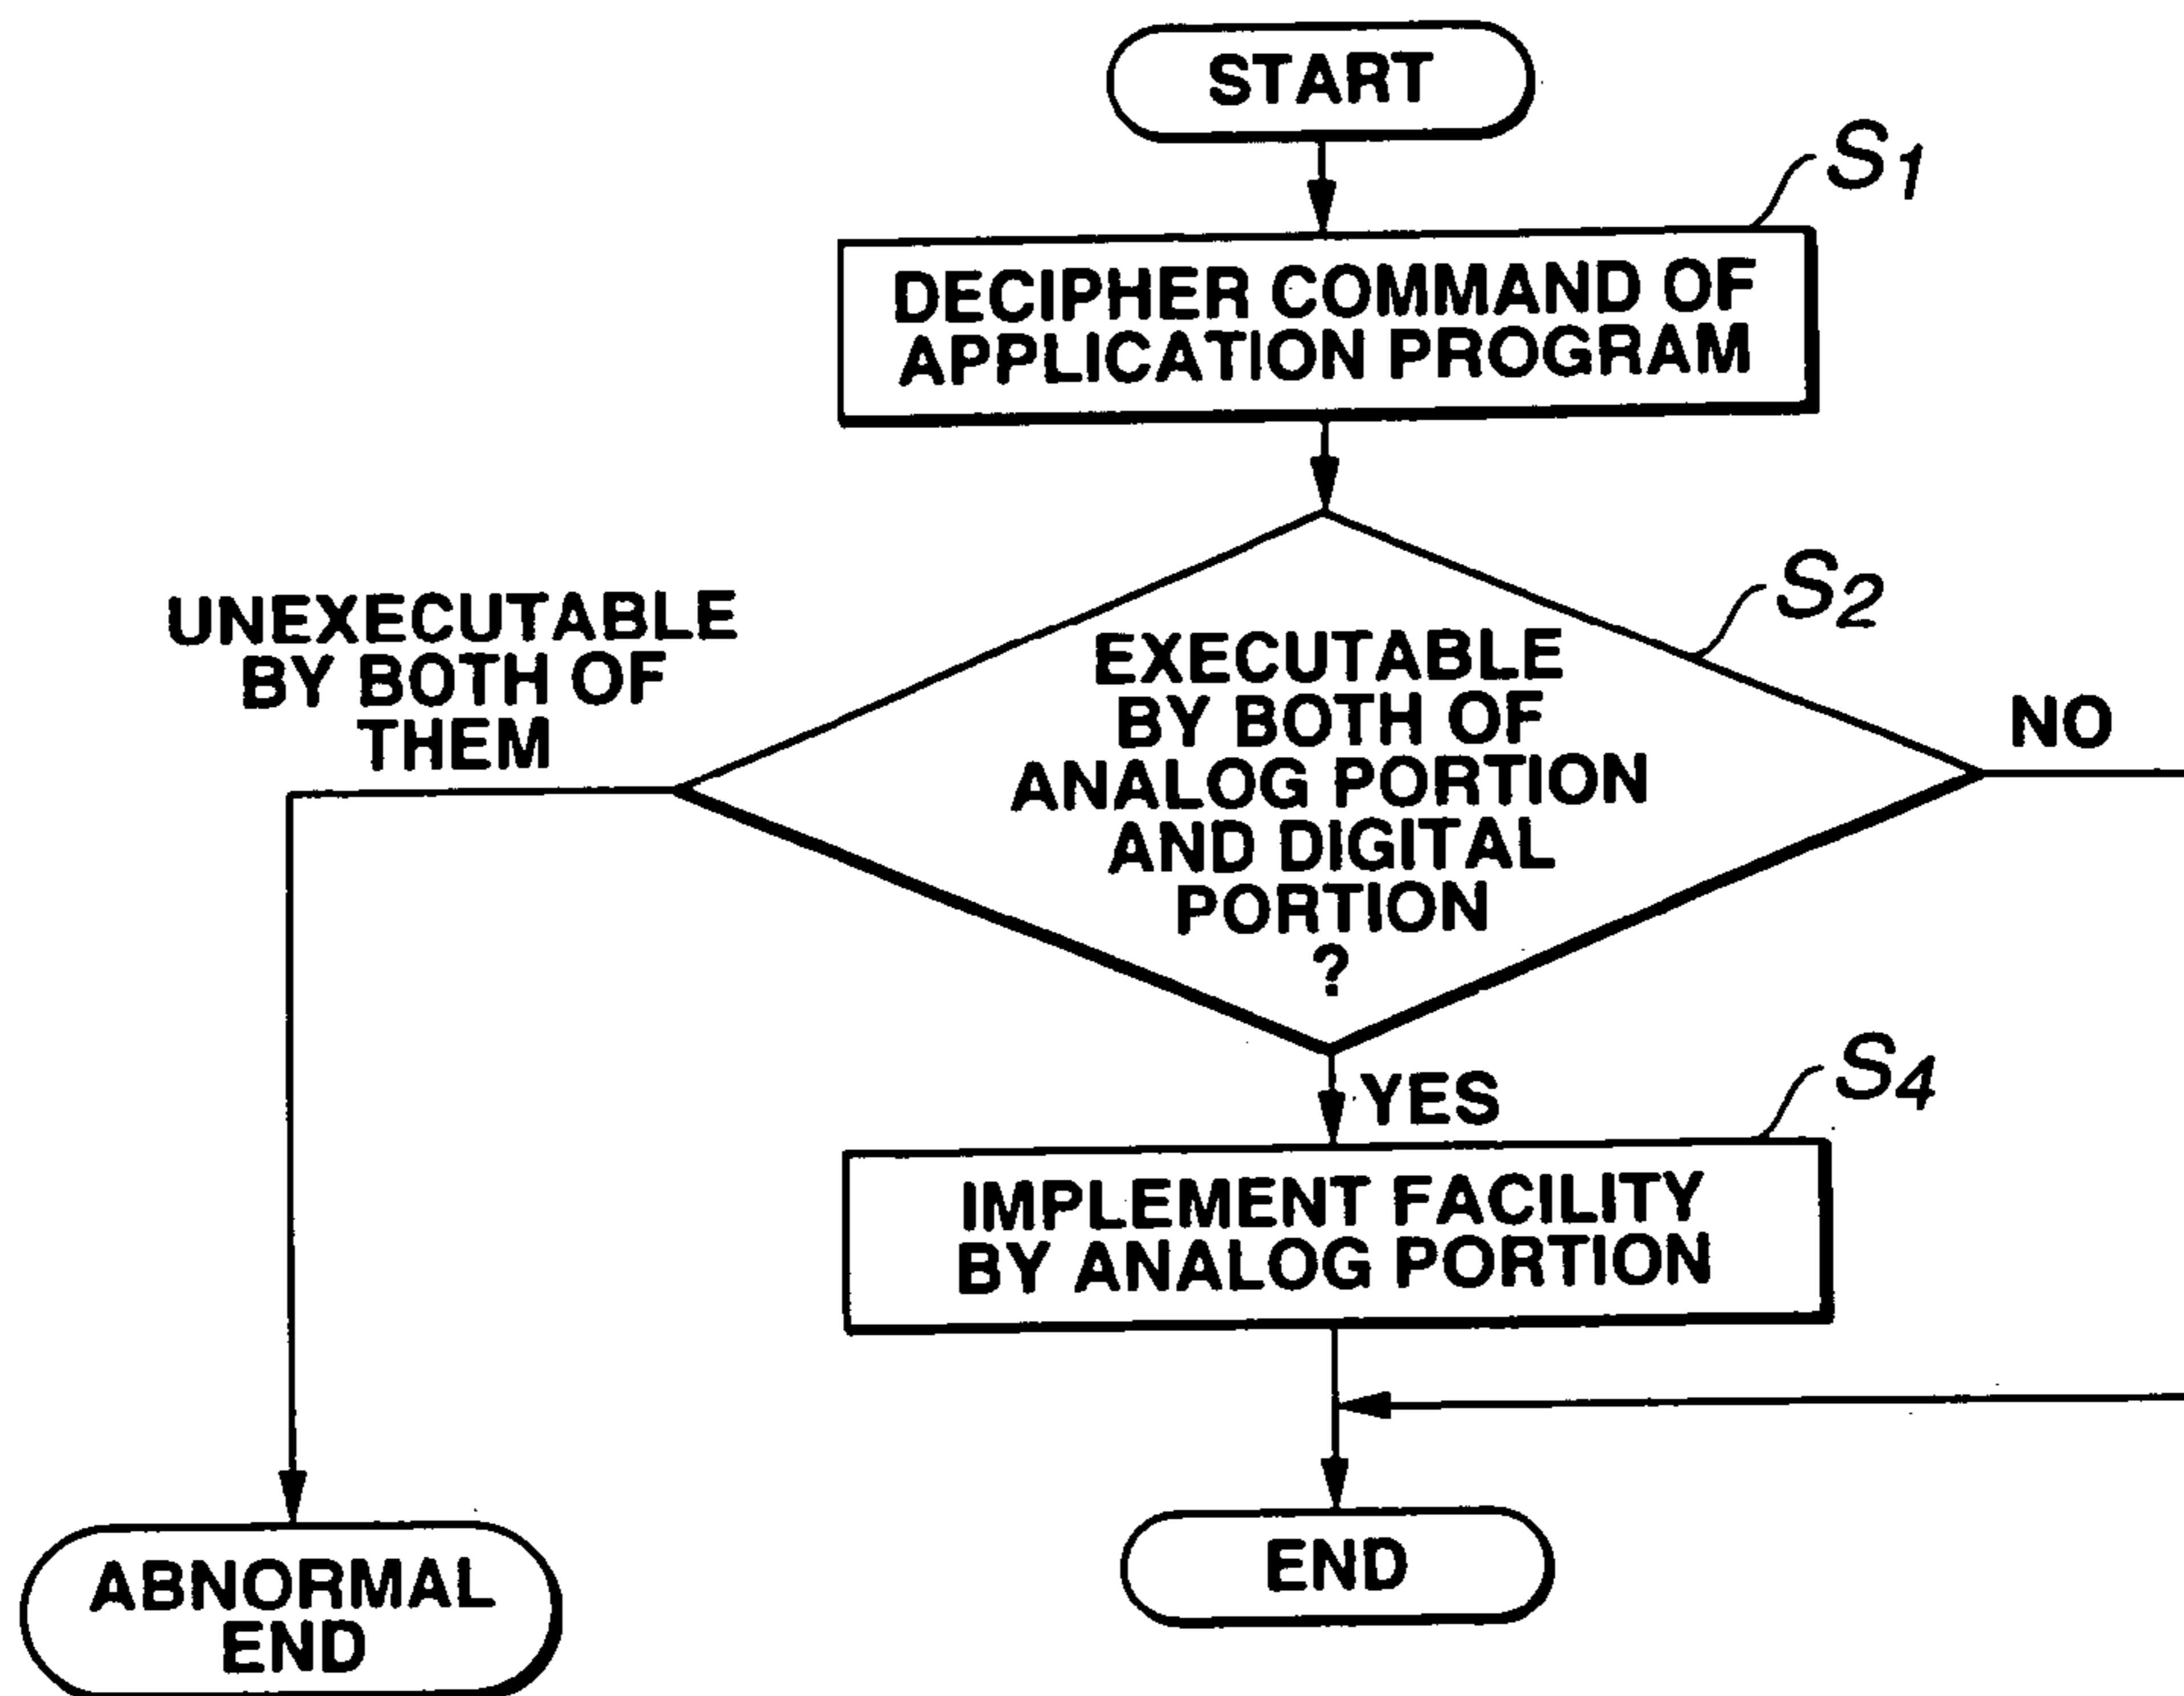 START
S1
DECIPHER COMMAND OF
APPLICATION PROGRAM
S2
UNEXECUTABLE
BY BOTH OF
THEM
EXECUTABLE
BY BOTH OF
ANALOG PORTION
AND DIGITAL
PORTION
?
NO
YES
S4
IMPLEMENT FACILITY
BY ANALOG PORTION
END
ABNORMAL
END